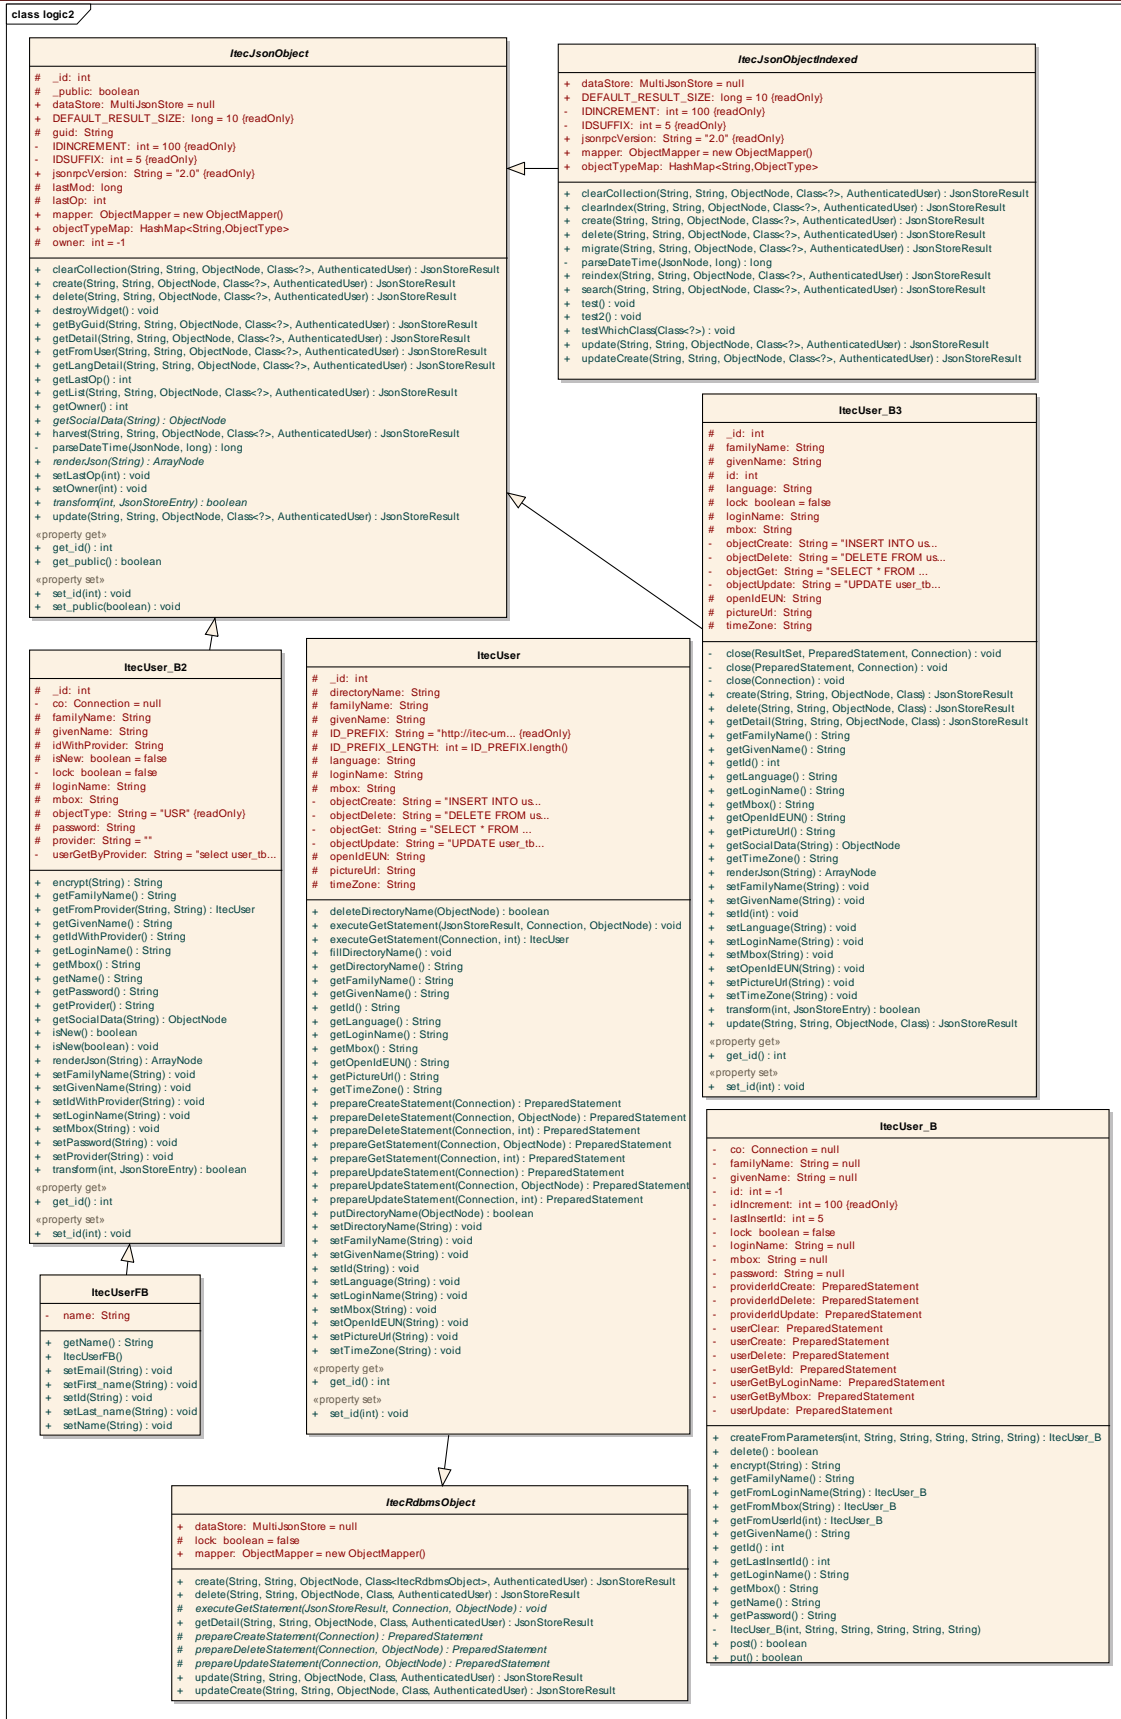 class logic2
ItecJsonObject
# _id: int
# _public: boolean
+ dataStore: MultiJsonStore = null
+ DEFAULT_RESULT_SIZE: long = 10 {readOnly}
# guid: String
- IDINCREMENT: int = 100 {readOnly}
- IDSUFFIX: int = 5 {readOnly}
+ jsonrpcVersion: String = "2.0" {readOnly}
# lastMod: long
# lastOp: int
+ mapper: ObjectMapper = new ObjectMapper()
+ objectTypeMap: HashMap<String,ObjectType>
# owner: int = -1
+ clearCollection(String, String, ObjectNode, Class<?>, AuthenticatedUser) : JsonStoreResult
+ create(String, String, ObjectNode, Class<?>, AuthenticatedUser) : JsonStoreResult
+ delete(String, String, ObjectNode, Class<?>, AuthenticatedUser) : JsonStoreResult
+ destroyWidget() : void
+ getByGuid(String, String, ObjectNode, Class<?>, AuthenticatedUser) : JsonStoreResult
+ getDetail(String, String, ObjectNode, Class<?>, AuthenticatedUser) : JsonStoreResult
+ getFromUser(String, String, ObjectNode, Class<?>, AuthenticatedUser) : JsonStoreResult
+ getLangDetail(String, String, ObjectNode, Class<?>, AuthenticatedUser) : JsonStoreResult
+ getLastOp() : int
+ getList(String, String, ObjectNode, Class<?>, AuthenticatedUser) : JsonStoreResult
+ getOwner() : int
+ getSocialData(String) : ObjectNode
+ harvest(String, String, ObjectNode, Class<?>, AuthenticatedUser) : JsonStoreResult
- parseDateTime(JsonNode, long) : long
+ renderJson(String) : ArrayNode
+ setLastOp(int) : void
+ setOwner(int) : void
+ transform(int, JsonStoreEntry) : boolean
+ update(String, String, ObjectNode, Class<?>, AuthenticatedUser) : JsonStoreResult
«property get»
+ get_id() : int
+ get_public() : boolean
«property set»
+ set_id(int) : void
+ set_public(boolean) : void
ItecJsonObjectIndexed
+ dataStore: MultiJsonStore = null
+ DEFAULT_RESULT_SIZE: long = 10 {readOnly}
- IDINCREMENT: int = 100 {readOnly}
- IDSUFFIX: int = 5 {readOnly}
+ jsonrpcVersion: String = "2.0" {readOnly}
+ mapper: ObjectMapper = new ObjectMapper()
+ objectTypeMap: HashMap<String,ObjectType>
+ clearCollection(String, String, ObjectNode, Class<?>, AuthenticatedUser) : JsonStoreResult
+ clearIndex(String, String, ObjectNode, Class<?>, AuthenticatedUser) : JsonStoreResult
+ create(String, String, ObjectNode, Class<?>, AuthenticatedUser) : JsonStoreResult
+ delete(String, String, ObjectNode, Class<?>, AuthenticatedUser) : JsonStoreResult
+ migrate(String, String, ObjectNode, Class<?>, AuthenticatedUser) : JsonStoreResult
- parseDateTime(JsonNode, long) : long
+ reindex(String, String, ObjectNode, Class<?>, AuthenticatedUser) : JsonStoreResult
+ search(String, String, ObjectNode, Class<?>, AuthenticatedUser) : JsonStoreResult
+ test() : void
+ test2() : void
+ testWhichClass(Class<?>) : void
+ update(String, String, ObjectNode, Class<?>, AuthenticatedUser) : JsonStoreResult
+ updateCreate(String, String, ObjectNode, Class<?>, AuthenticatedUser) : JsonStoreResult
ItecUser_B3
# _id: int
# familyName: String
# givenName: String
# id: int
# language: String
# lock: boolean = false
# loginName: String
# mbox: String
- objectCreate: String = "INSERT INTO us...
- objectDelete: String = "DELETE FROM us...
- objectGet: String = "SELECT * FROM ...
- objectUpdate: String = "UPDATE user_tb...
# openIdEUN: String
# pictureUrl: String
# timeZone: String
- close(ResultSet, PreparedStatement, Connection) : void
- close(PreparedStatement, Connection) : void
- close(Connection) : void
+ create(String, String, ObjectNode, Class) : JsonStoreResult
+ delete(String, String, ObjectNode, Class) : JsonStoreResult
+ getDetail(String, String, ObjectNode, Class) : JsonStoreResult
+ getFamilyName() : String
+ getGivenName() : String
+ getId() : int
+ getLanguage() : String
+ getLoginName() : String
+ getMbox() : String
+ getOpenIdEUN() : String
+ getPictureUrl() : String
+ getSocialData(String) : ObjectNode
+ getTimeZone() : String
+ renderJson(String) : ArrayNode
+ setFamilyName(String) : void
+ setGivenName(String) : void
+ setId(int) : void
+ setLanguage(String) : void
+ setLoginName(String) : void
+ setMbox(String) : void
+ setOpenIdEUN(String) : void
+ setPictureUrl(String) : void
+ setTimeZone(String) : void
+ transform(int, JsonStoreEntry) : boolean
+ update(String, String, ObjectNode, Class) : JsonStoreResult
«property get»
+ get_id() : int
«property set»
+ set_id(int) : void
ItecUser_B2
# _id: int
- co: Connection = null
# familyName: String
# givenName: String
# idWithProvider: String
# isNew: boolean = false
- lock: boolean = false
# loginName: String
# mbox: String
# objectType: String = "USR" {readOnly}
# password: String
# provider: String = ""
- userGetByProvider: String = "select user_tb...
+ encrypt(String) : String
+ getFamilyName() : String
+ getFromProvider(String, String) : ItecUser
+ getGivenName() : String
+ getIdWithProvider() : String
+ getLoginName() : String
+ getMbox() : String
+ getName() : String
+ getPassword() : String
+ getProvider() : String
+ getSocialData(String) : ObjectNode
+ isNew() : boolean
+ isNew(boolean) : void
+ renderJson(String) : ArrayNode
+ setFamilyName(String) : void
+ setGivenName(String) : void
+ setIdWithProvider(String) : void
+ setLoginName(String) : void
+ setMbox(String) : void
+ setPassword(String) : void
+ setProvider(String) : void
+ transform(int, JsonStoreEntry) : boolean
«property get»
+ get_id() : int
«property set»
+ set_id(int) : void
ItecUser
# _id: int
# directoryName: String
# familyName: String
# givenName: String
# ID_PREFIX: String = "http://itec-um... {readOnly}
# ID_PREFIX_LENGTH: int = ID_PREFIX.length()
# language: String
# loginName: String
# mbox: String
- objectCreate: String = "INSERT INTO us...
- objectDelete: String = "DELETE FROM us...
- objectGet: String = "SELECT * FROM ...
- objectUpdate: String = "UPDATE user_tb...
# openIdEUN: String
# pictureUrl: String
# timeZone: String
+ deleteDirectoryName(ObjectNode) : boolean
+ executeGetStatement(JsonStoreResult, Connection, ObjectNode) : void
+ executeGetStatement(Connection, int) : ItecUser
+ fillDirectoryName() : void
+ getDirectoryName() : String
+ getFamilyName() : String
+ getGivenName() : String
+ getId() : String
+ getLanguage() : String
+ getLoginName() : String
+ getMbox() : String
+ getOpenIdEUN() : String
+ getPictureUrl() : String
+ getTimeZone() : String
+ prepareCreateStatement(Connection) : PreparedStatement
+ prepareDeleteStatement(Connection, ObjectNode) : PreparedStatement
+ prepareDeleteStatement(Connection, int) : PreparedStatement
+ prepareGetStatement(Connection, ObjectNode) : PreparedStatement
+ prepareGetStatement(Connection, int) : PreparedStatement
+ prepareUpdateStatement(Connection) : PreparedStatement
+ prepareUpdateStatement(Connection, ObjectNode) : PreparedStatement
+ prepareUpdateStatement(Connection, int) : PreparedStatement
+ putDirectoryName(ObjectNode) : boolean
+ setDirectoryName(String) : void
+ setFamilyName(String) : void
+ setGivenName(String) : void
+ setId(String) : void
+ setLanguage(String) : void
+ setLoginName(String) : void
+ setMbox(String) : void
+ setOpenIdEUN(String) : void
+ setPictureUrl(String) : void
+ setTimeZone(String) : void
«property get»
+ get_id() : int
«property set»
+ set_id(int) : void
ItecUser_B
- co: Connection = null
- familyName: String = null
- givenName: String = null
- id: int = -1
- idIncrement: int = 100 {readOnly}
- lastInsertId: int = 5
- lock: boolean = false
- loginName: String = null
- mbox: String = null
- password: String = null
- providerIdCreate: PreparedStatement
- providerIdDelete: PreparedStatement
- providerIdUpdate: PreparedStatement
- userClear: PreparedStatement
- userCreate: PreparedStatement
- userDelete: PreparedStatement
- userGetById: PreparedStatement
- userGetByLoginName: PreparedStatement
- userGetByMbox: PreparedStatement
- userUpdate: PreparedStatement
+ createFromParameters(int, String, String, String, String, String) : ItecUser_B
+ delete() : boolean
+ encrypt(String) : String
+ getFamilyName() : String
+ getFromLoginName(String) : ItecUser_B
+ getFromMbox(String) : ItecUser_B
+ getFromUserId(int) : ItecUser_B
+ getGivenName() : String
+ getId() : int
+ getLastInsertId() : int
+ getLoginName() : String
+ getMbox() : String
+ getName() : String
+ getPassword() : String
- ItecUser_B(int, String, String, String, String, String)
+ post() : boolean
+ put() : boolean
ItecUserFB
- name: String
+ getName() : String
+ ItecUserFB()
+ setEmail(String) : void
+ setFirst_name(String) : void
+ setId(String) : void
+ setLast_name(String) : void
+ setName(String) : void
ItecRdbmsObject
+ dataStore: MultiJsonStore = null
# lock: boolean = false
+ mapper: ObjectMapper = new ObjectMapper()
+ create(String, String, ObjectNode, Class<ItecRdbmsObject>, AuthenticatedUser) : JsonStoreResult
+ delete(String, String, ObjectNode, Class, AuthenticatedUser) : JsonStoreResult
# executeGetStatement(JsonStoreResult, Connection, ObjectNode) : void
+ getDetail(String, String, ObjectNode, Class, AuthenticatedUser) : JsonStoreResult
# prepareCreateStatement(Connection) : PreparedStatement
# prepareDeleteStatement(Connection, ObjectNode) : PreparedStatement
# prepareUpdateStatement(Connection, ObjectNode) : PreparedStatement
+ update(String, String, ObjectNode, Class, AuthenticatedUser) : JsonStoreResult
+ updateCreate(String, String, ObjectNode, Class, AuthenticatedUser) : JsonStoreResult